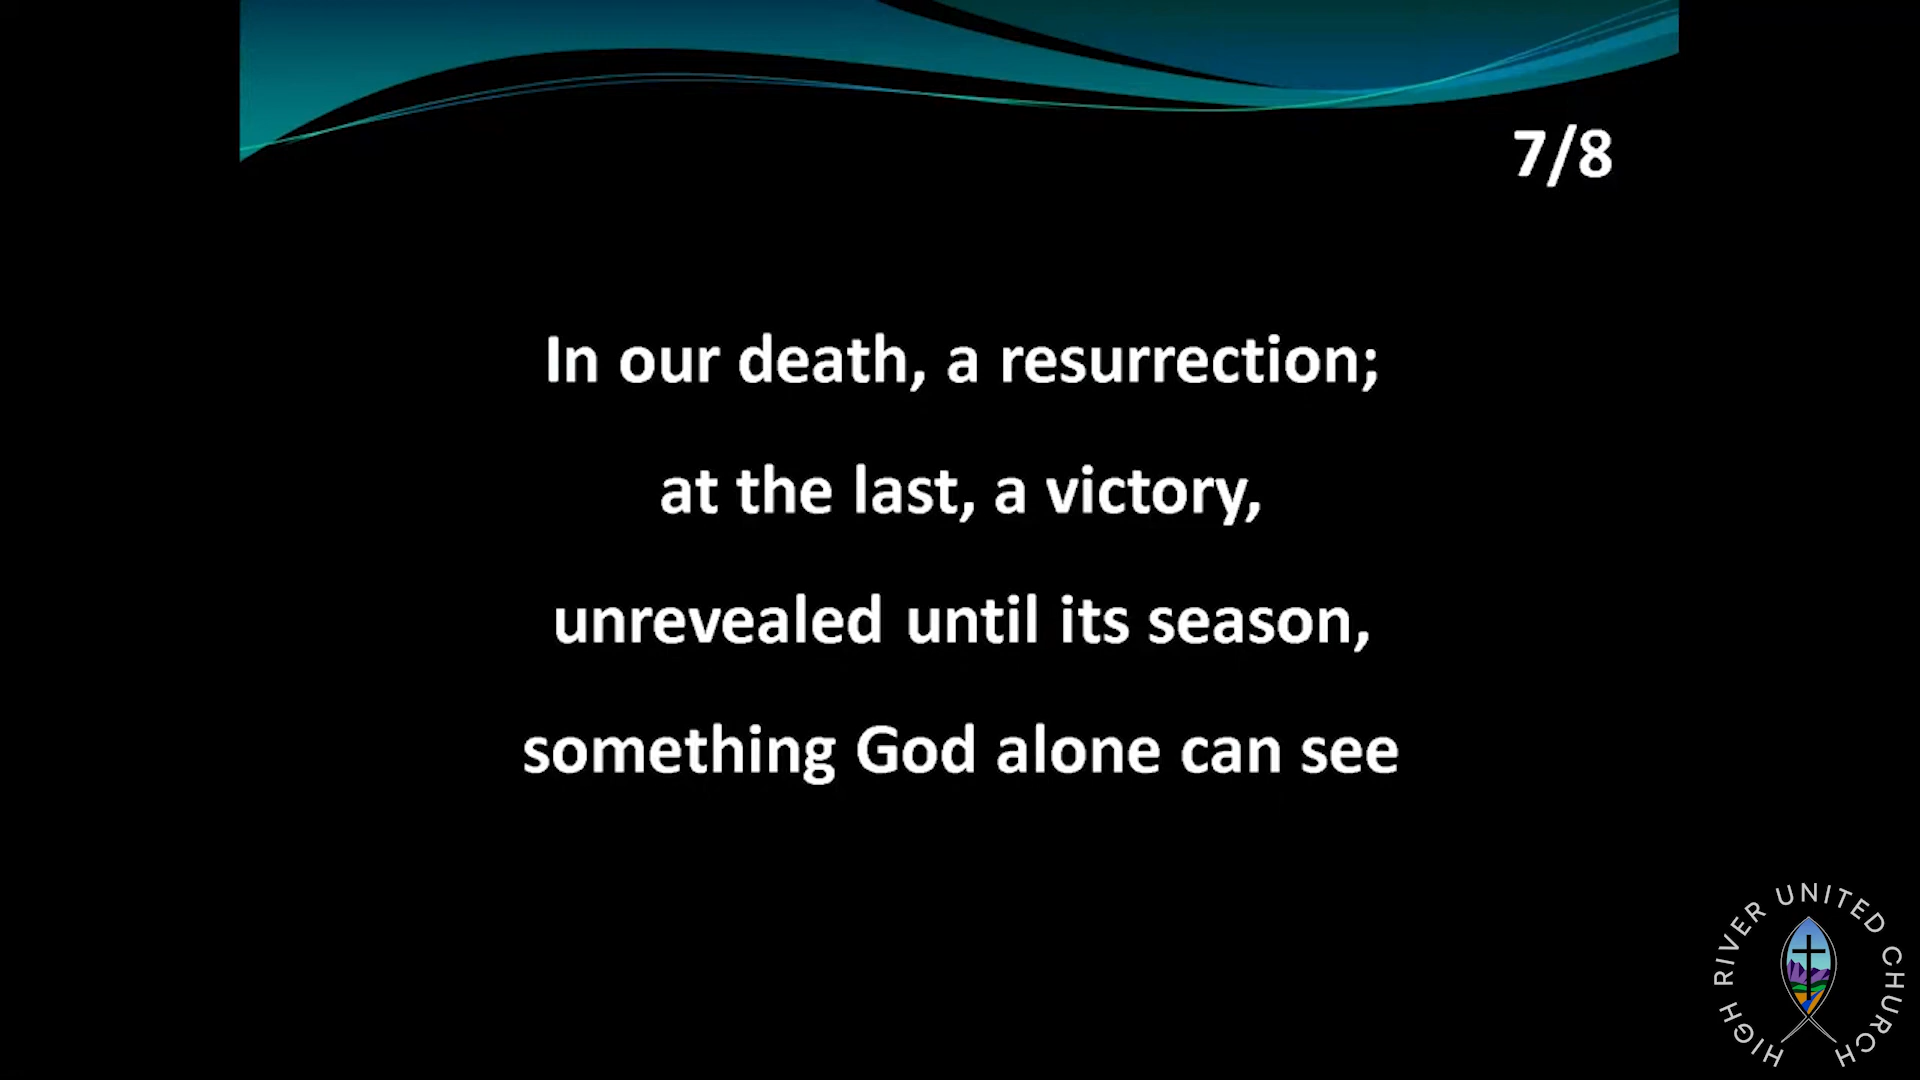 7/8
In our death, a resurrection;
at the last, a victory,
unrevealed until its season,
something God alone can see
HIGH RIVER UNITED CHURCH